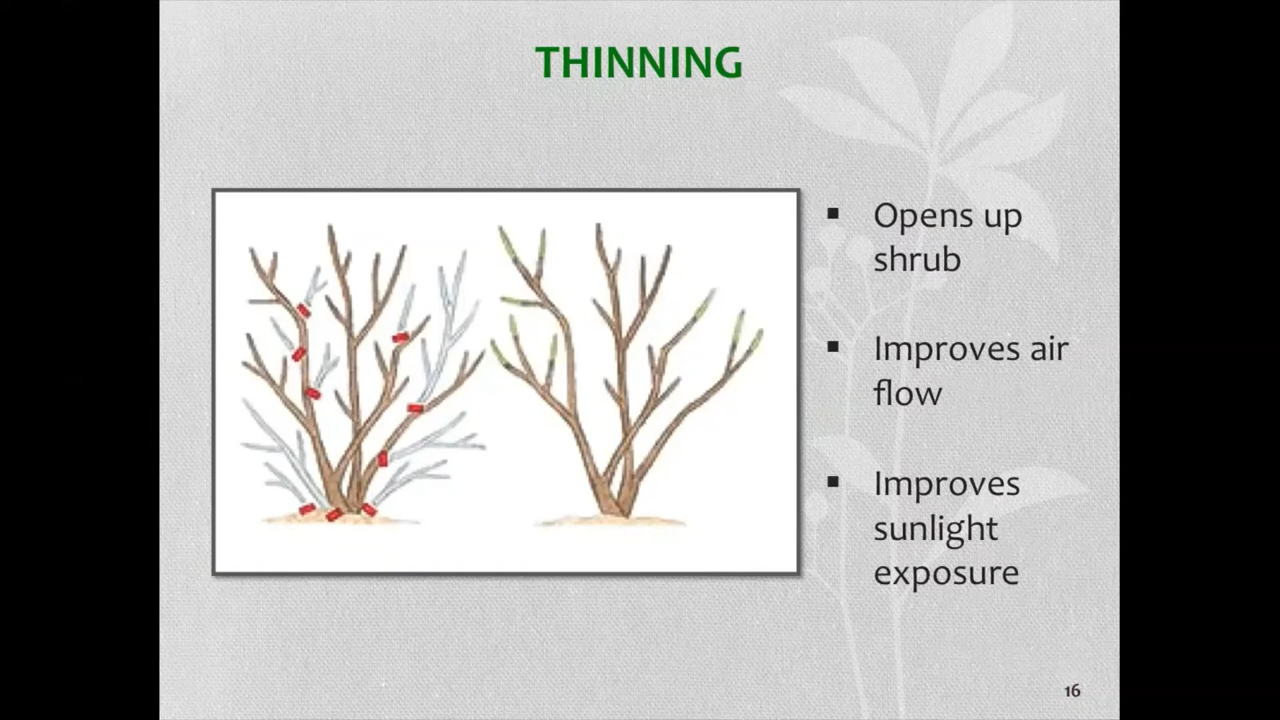 THINNING
▪ Opens up
shrub
▪ Improves air
flow
▪ Improves
sunlight
exposure
16